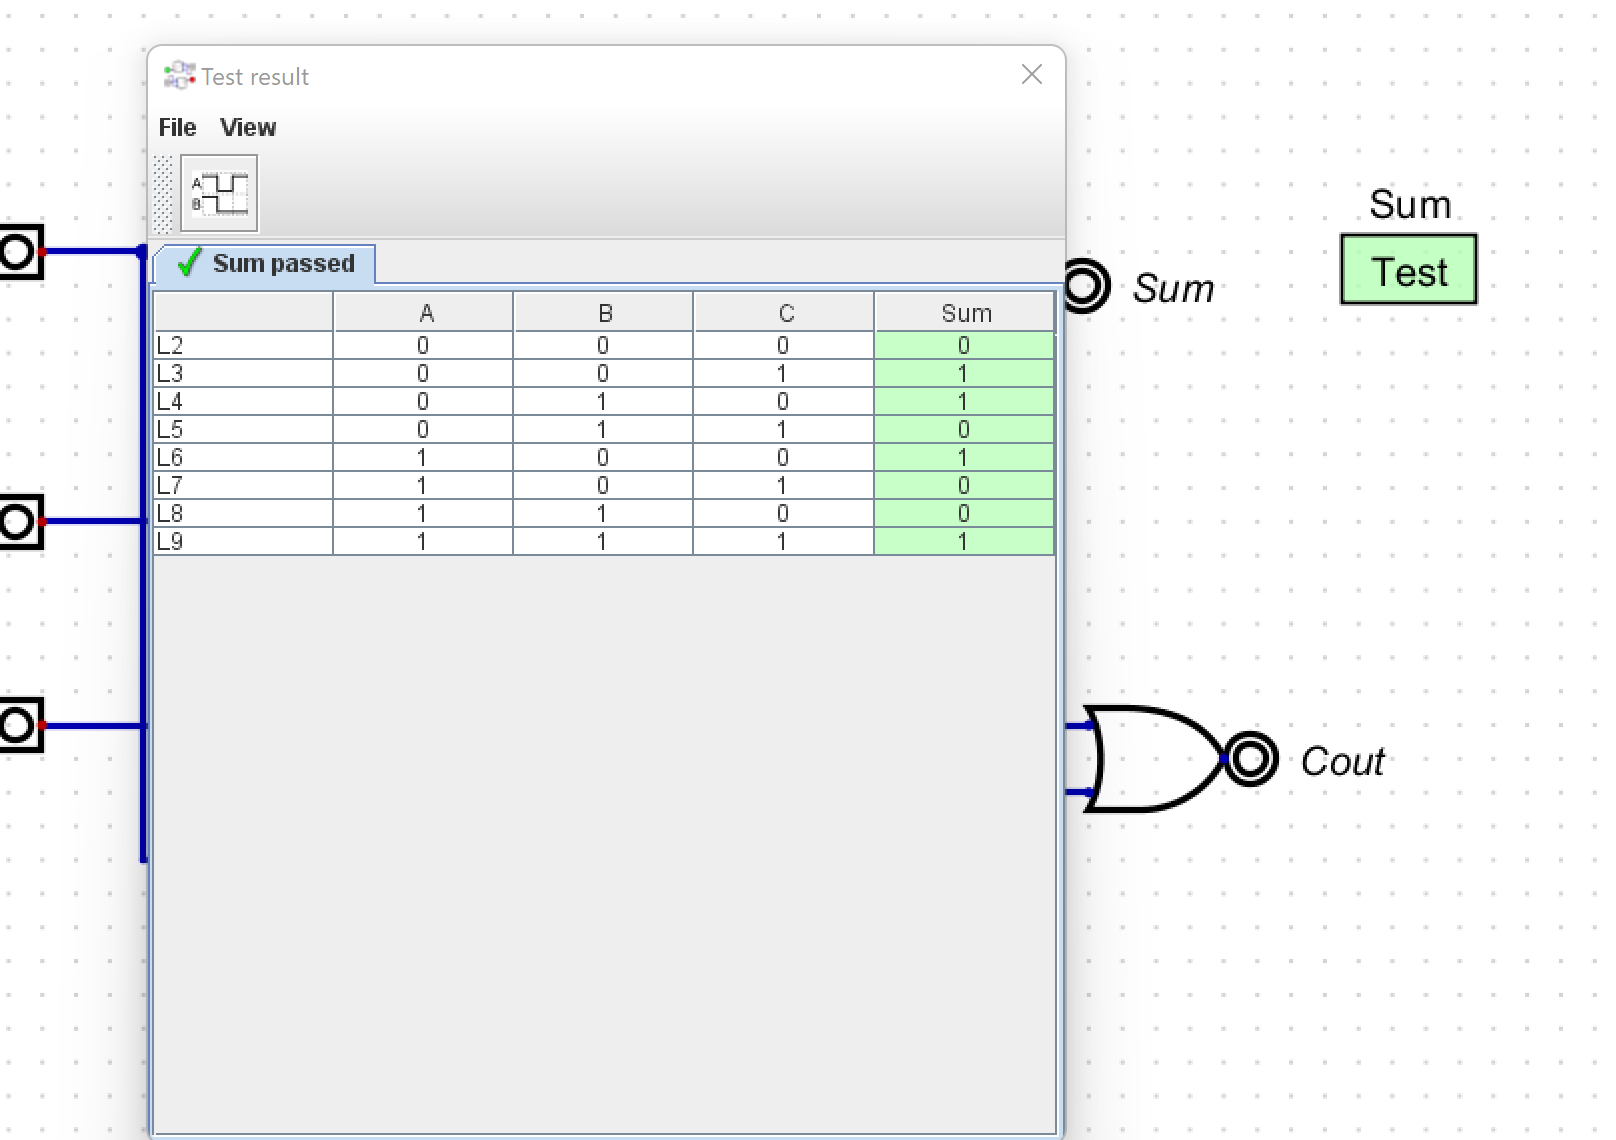 Test result
File View
A
B
Sum passed
A B C Sum
L2 0 0 0 0
L3 0 0 1 1
L4 0 1 0 1
L5 0 1 1 0
L6 1 0 0 1
L7 1 0 1 0
L8 1 1 0 0
L9 1 1 1 1
Sum
Sum
Test
Cout